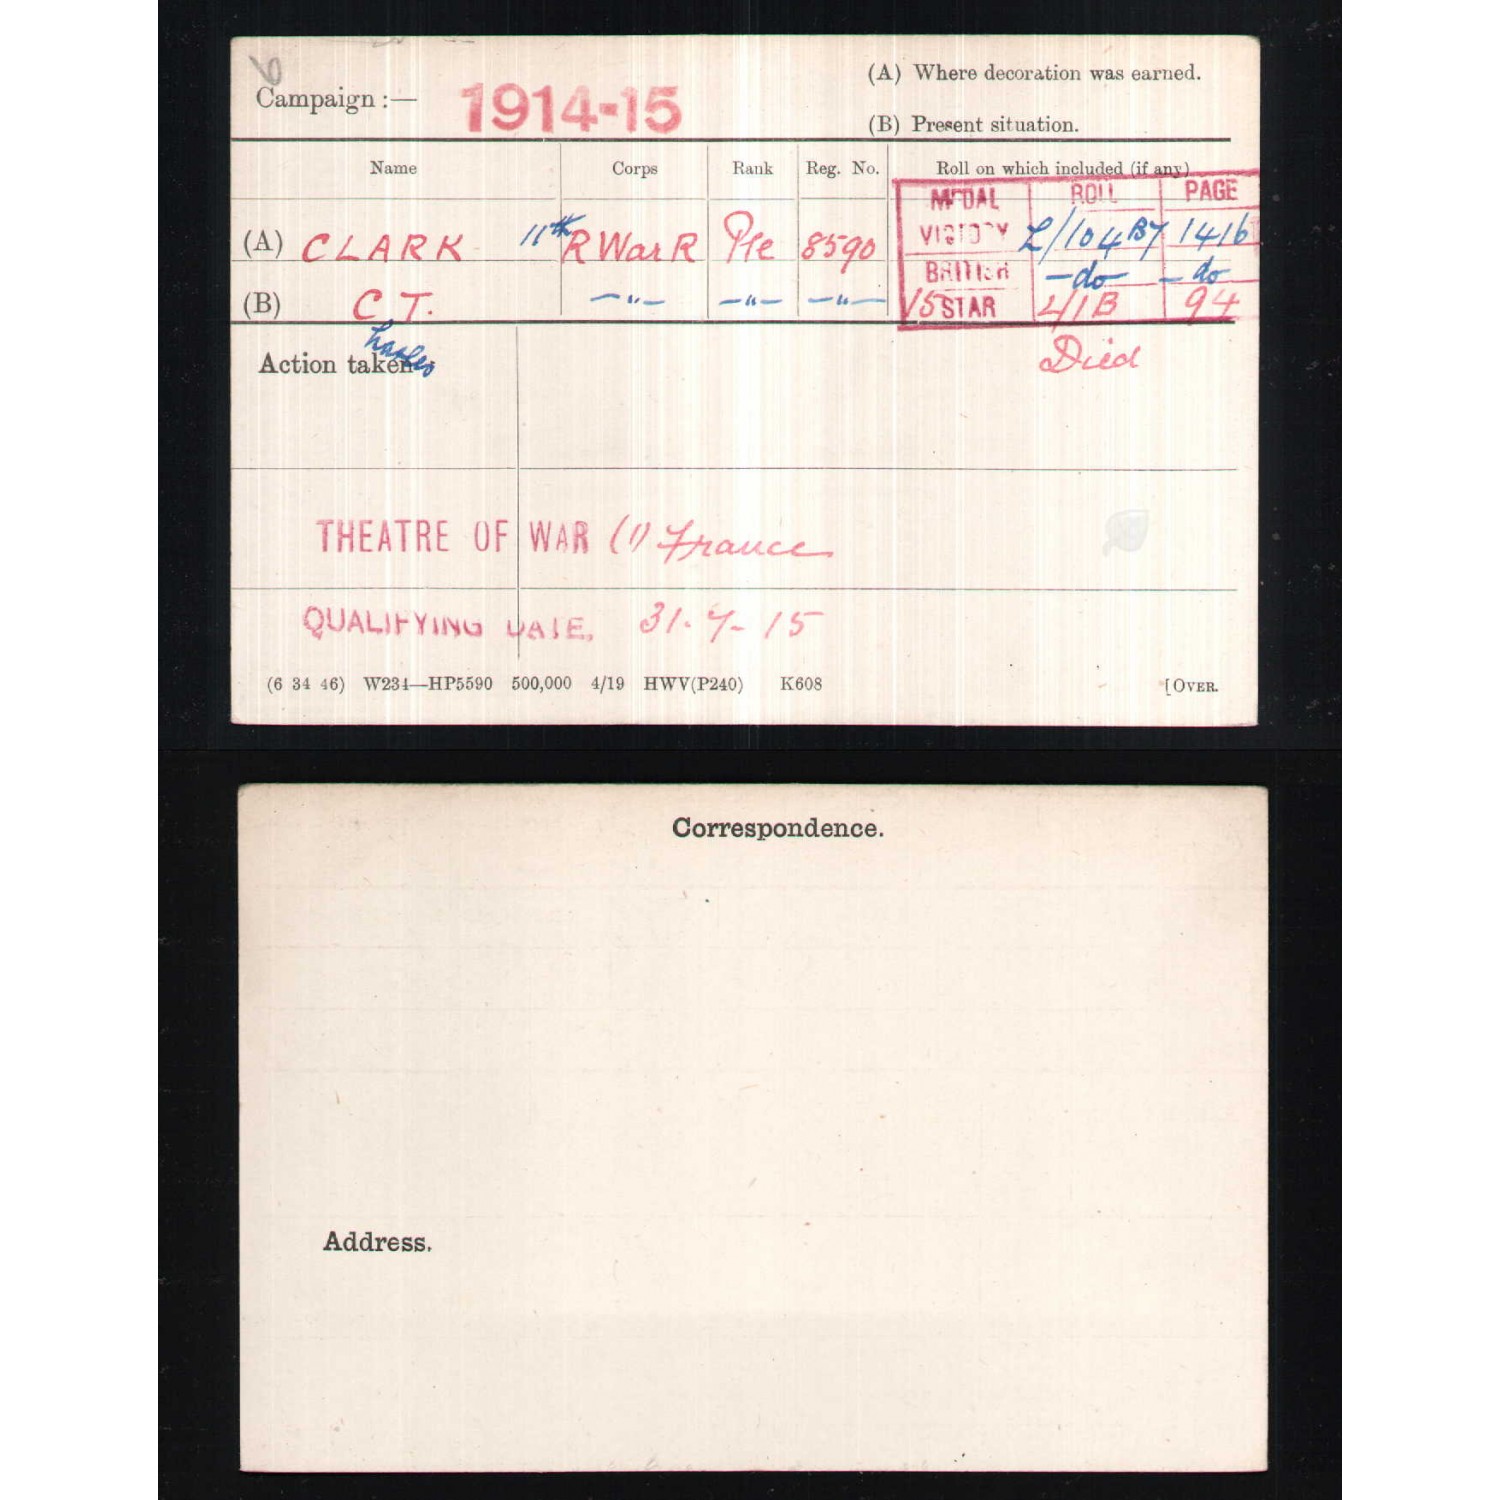 Campaign :— 1914-15
(A) Where decoration was earned.
(B) Present situation.
Name Corps Rank Reg. No. Roll on which included (if any)
MEDAL ROLL PAGE
(A) CLARK 11th R War R Pte 8590 VICTORY L/104 B7 1416
BRITISH -do- -do
(B) C.T. —"— —"— —"— 15 STAR L/1B 94
harles
Action taken Died
THEATRE OF WAR (1) France
QUALIFYING DATE. 31.7-15
(6 34 46) W234—HP5590 500,000 4/19 HWV(P240) K608 [OVER.
Correspondence.
Address.